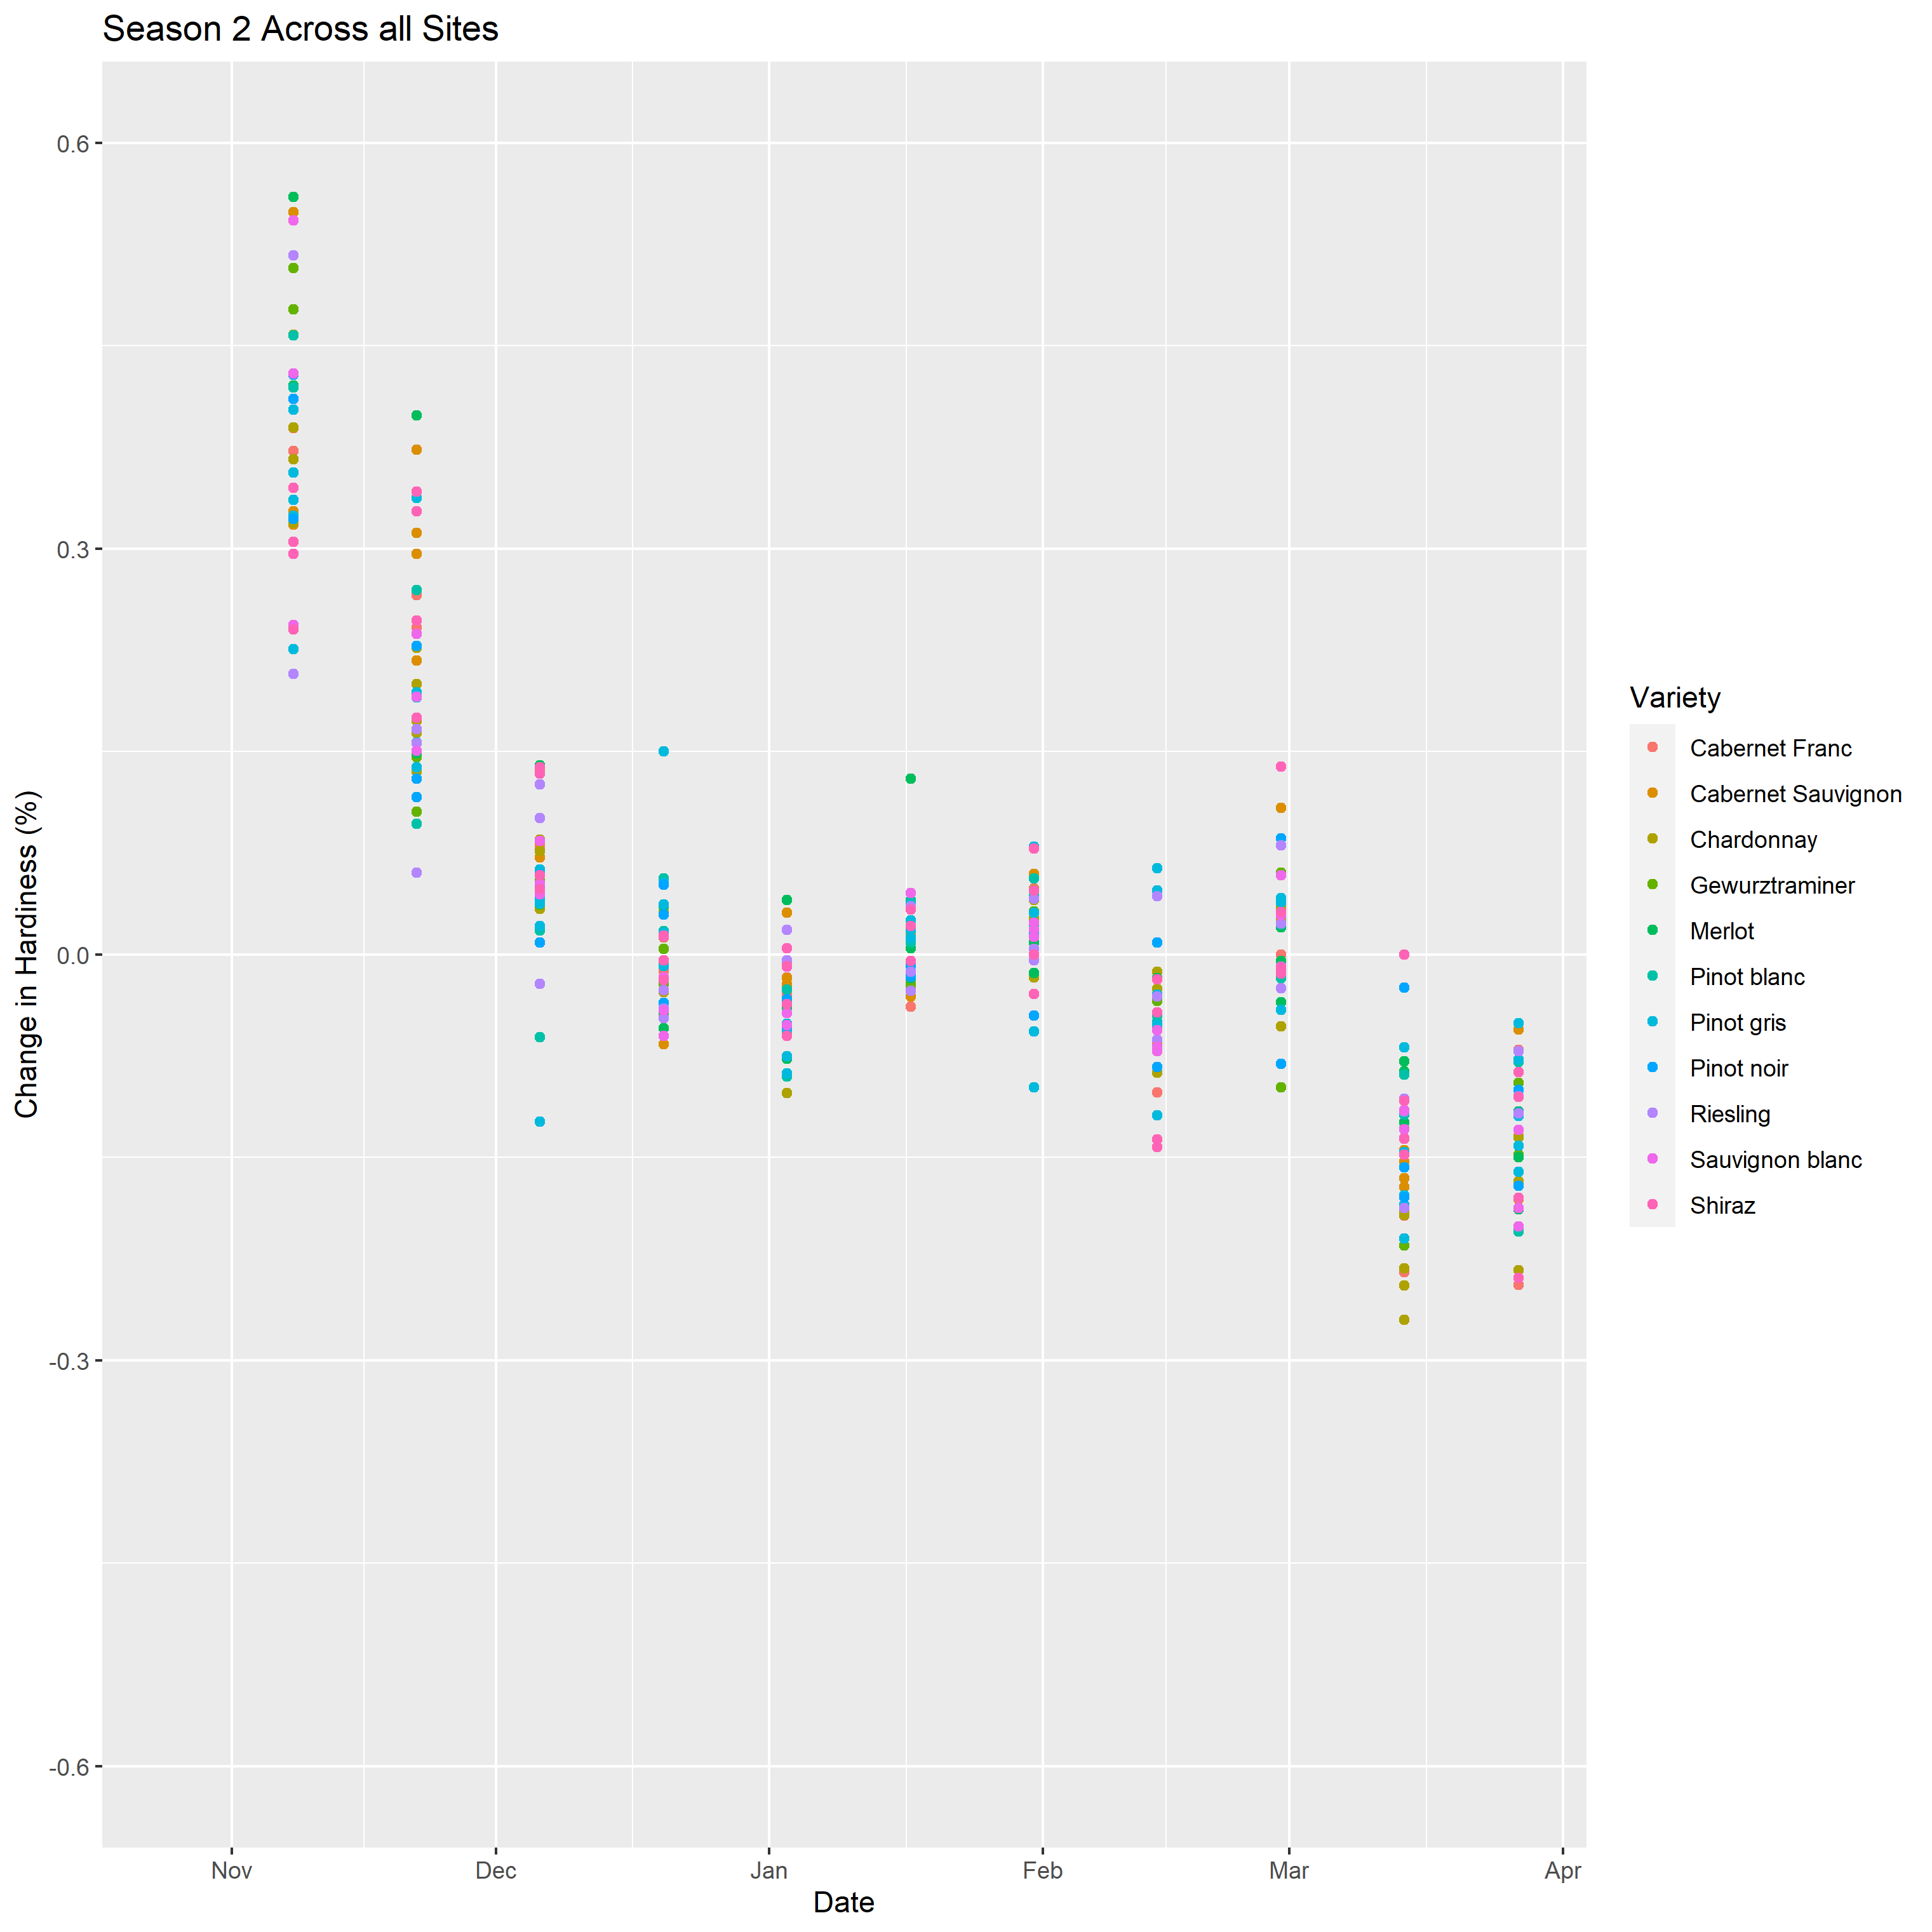 Season 2 Across all Sites
0.6
0.3
0.0
-0.3
-0.6
Change in Hardiness (%)
Nov Dec Jan Feb Mar Apr
Date
Variety
Cabernet Franc
Cabernet Sauvignon
Chardonnay
Gewurztraminer
Merlot
Pinot blanc
Pinot gris
Pinot noir
Riesling
Sauvignon blanc
Shiraz